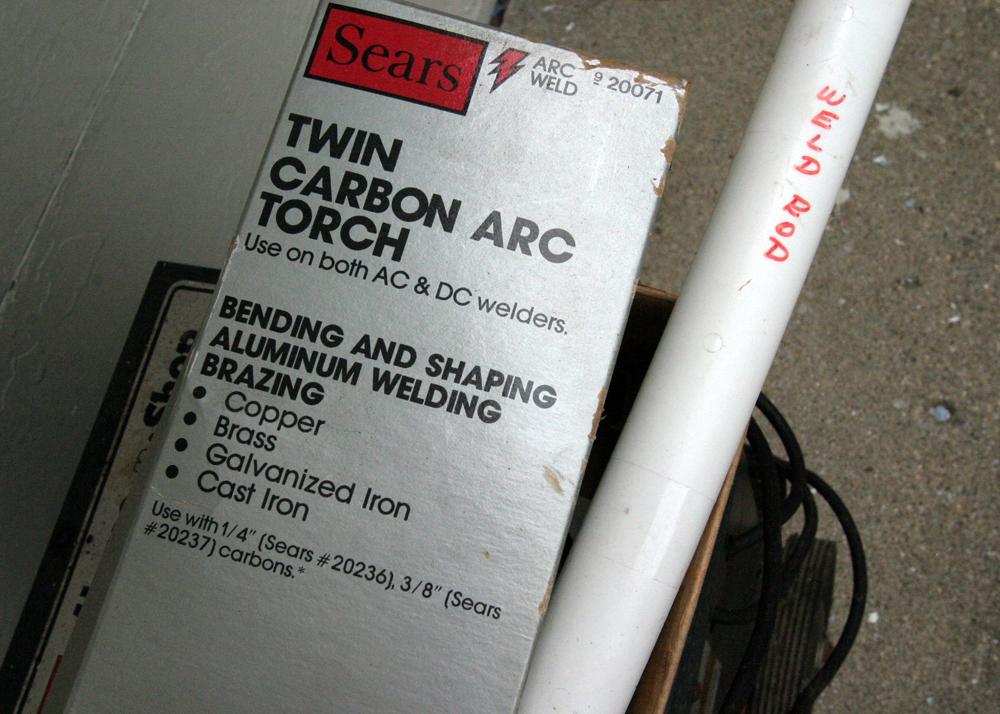 Sears
ARC
WELD
9 20071
TWIN
CARBON ARC
TORCH
Use on both AC & DC welders.
BENDING AND SHAPING
ALUMINUM WELDING
BRAZING
• Copper
• Brass
• Galvanized Iron
• Cast Iron
Use with 1/4" (Sears #20236), 3/8" (Sears
#20237) carbons.*
WELD ROD
Shop